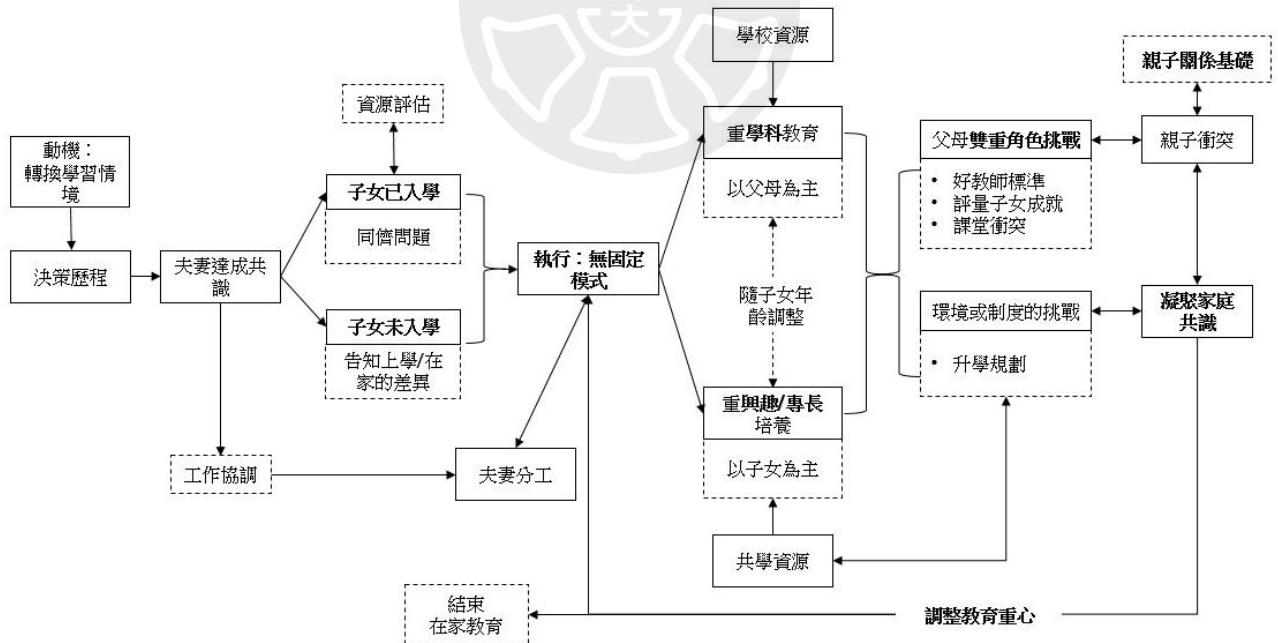 大
學校資源
親子關係基礎
資源評估
動機：
轉換學習情
境
重學科教育
以父母為主
父母雙重角色挑戰
• 好教師標準
• 評量子女成就
• 課堂衝突
親子衝突
子女已入學
同儕問題
決策歷程
夫妻達成共
識
執行：無固定
模式
隨子女年
齡調整
環境或制度的挑戰
• 升學規劃
凝聚家庭
共識
子女未入學
告知上學/在
家的差異
重興趣/專長
培養
以子女為主
工作協調
夫妻分工
共學資源
結束
在家教育
調整教育重心